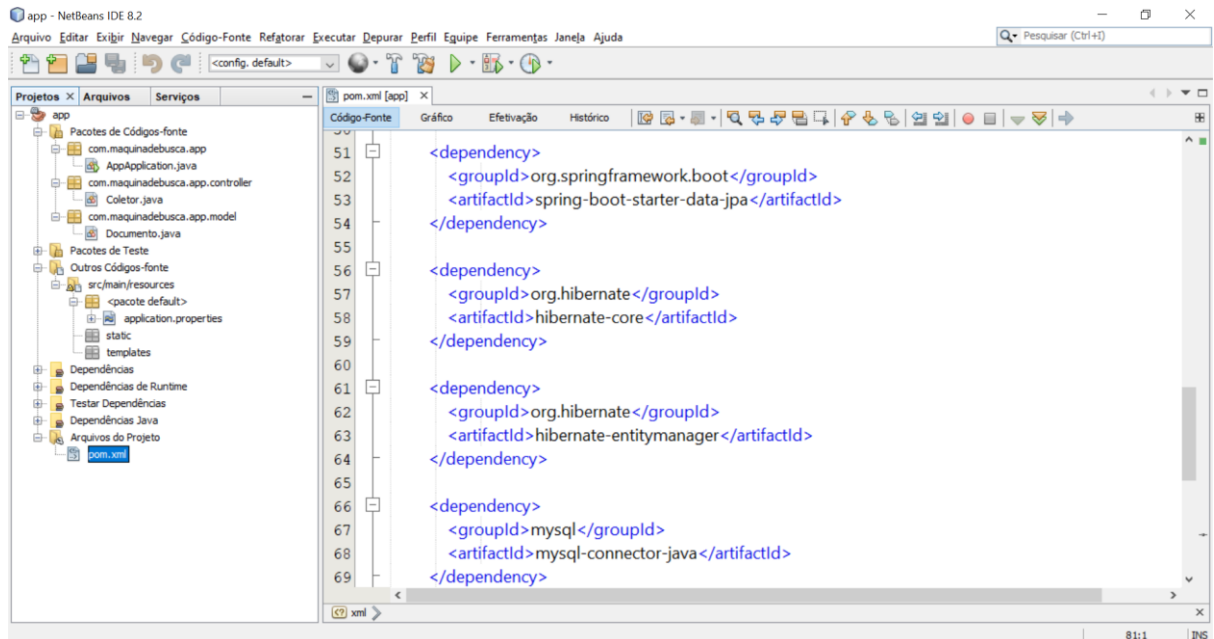 app - NetBeans IDE 8.2
Arquivo Editar Exibir Navegar Código-Fonte Refatorar Executar Depurar Perfil Equipe Ferramentas Janela Ajuda
Pesquisar (Ctrl+I)
<config. default>
Projetos Arquivos Serviços
app
Pacotes de Códigos-fonte
com.maquinadebusca.app
AppApplication.java
com.maquinadebusca.app.controller
Coletor.java
com.maquinadebusca.app.model
Documento.java
Pacotes de Teste
Outros Códigos-fonte
src/main/resources
<pacote default>
application.properties
static
templates
Dependências
Dependências de Runtime
Testar Dependências
Dependências Java
Arquivos do Projeto
pom.xml
pom.xml [app]
Código-Fonte Gráfico Efetivação Histórico
51 <dependency>
52 <groupId>org.springframework.boot</groupId>
53 <artifactId>spring-boot-starter-data-jpa</artifactId>
54 </dependency>
55
56 <dependency>
57 <groupId>org.hibernate</groupId>
58 <artifactId>hibernate-core</artifactId>
59 </dependency>
60
61 <dependency>
62 <groupId>org.hibernate</groupId>
63 <artifactId>hibernate-entitymanager</artifactId>
64 </dependency>
65
66 <dependency>
67 <groupId>mysql</groupId>
68 <artifactId>mysql-connector-java</artifactId>
69 </dependency>
xml
81:1 INS